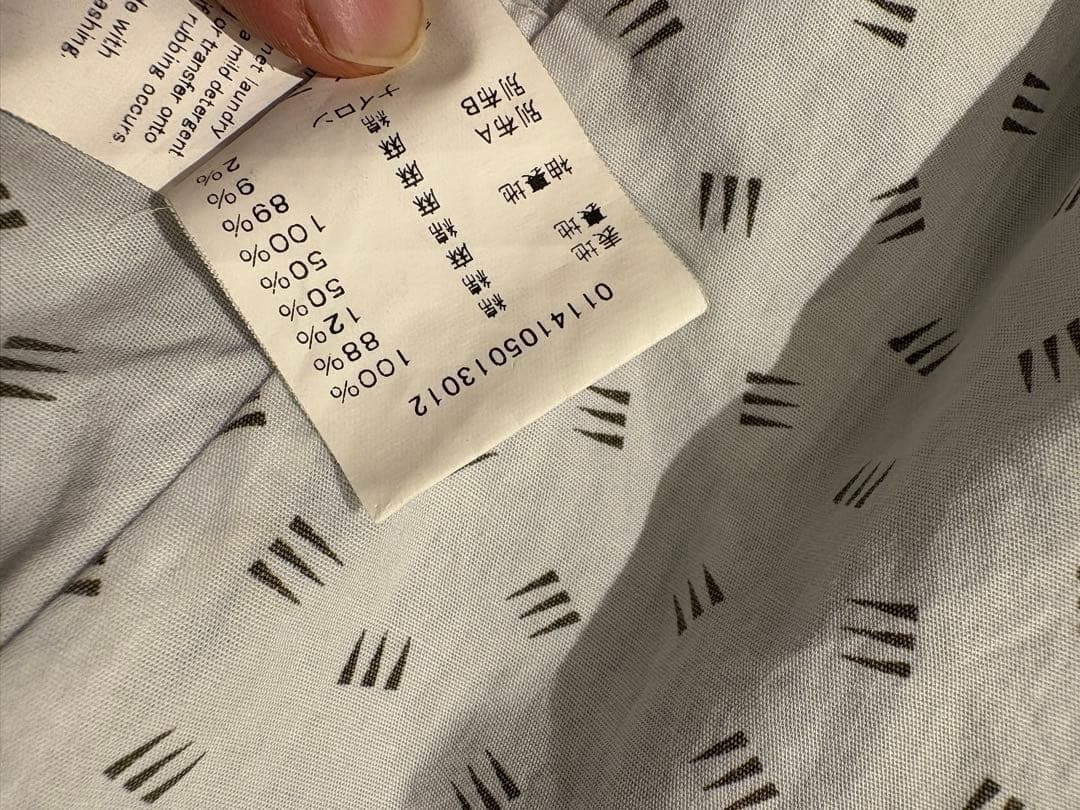 0114105013012
表地 綿 100%
裏地 綿 88%
麻 12%
袖裏地 綿 50%
麻 50%
別布A 麻 100%
別布B 麻 89%
綿 9%
ナイロン 2%
net laundry
a mild detergent
or transfer onto
rubbing occurs.
with